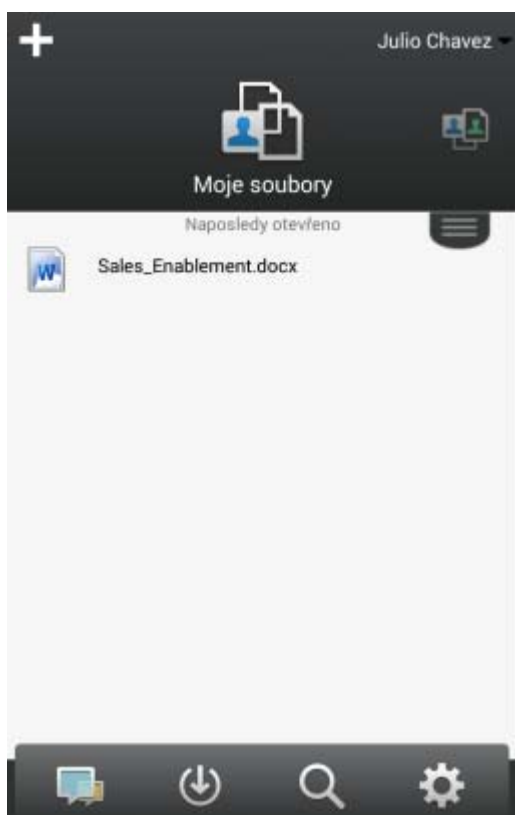 Julio Chavez
Moje soubory
Naposledy otevřeno
W
Sales_Enablement.docx